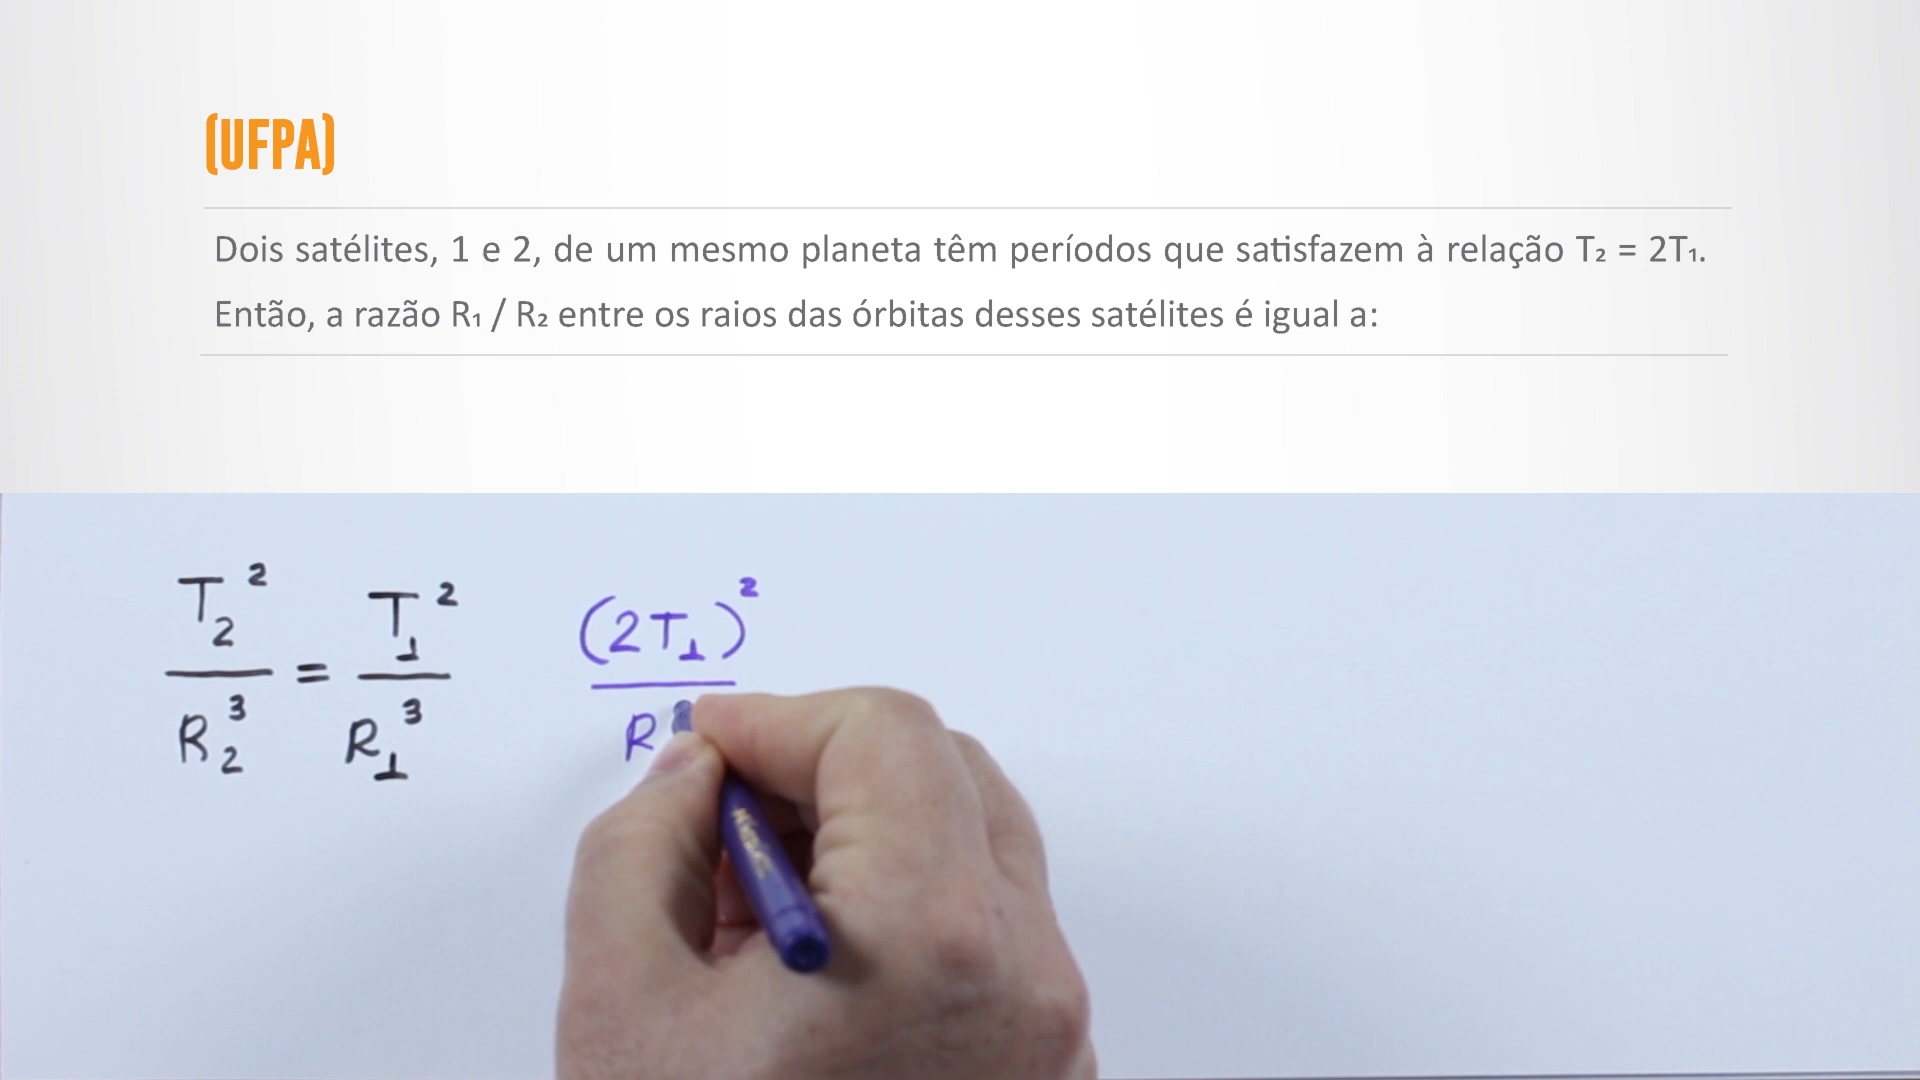 (UFPA)
Dois satélites, 1 e 2, de um mesmo planeta têm períodos que satisfazem à relação T₂ = 2T₁.
Então, a razão R₁ / R₂ entre os raios das órbitas desses satélites é igual a:
T₂² / R₂³ = T₁² / R₁³
(2T₁)² / R